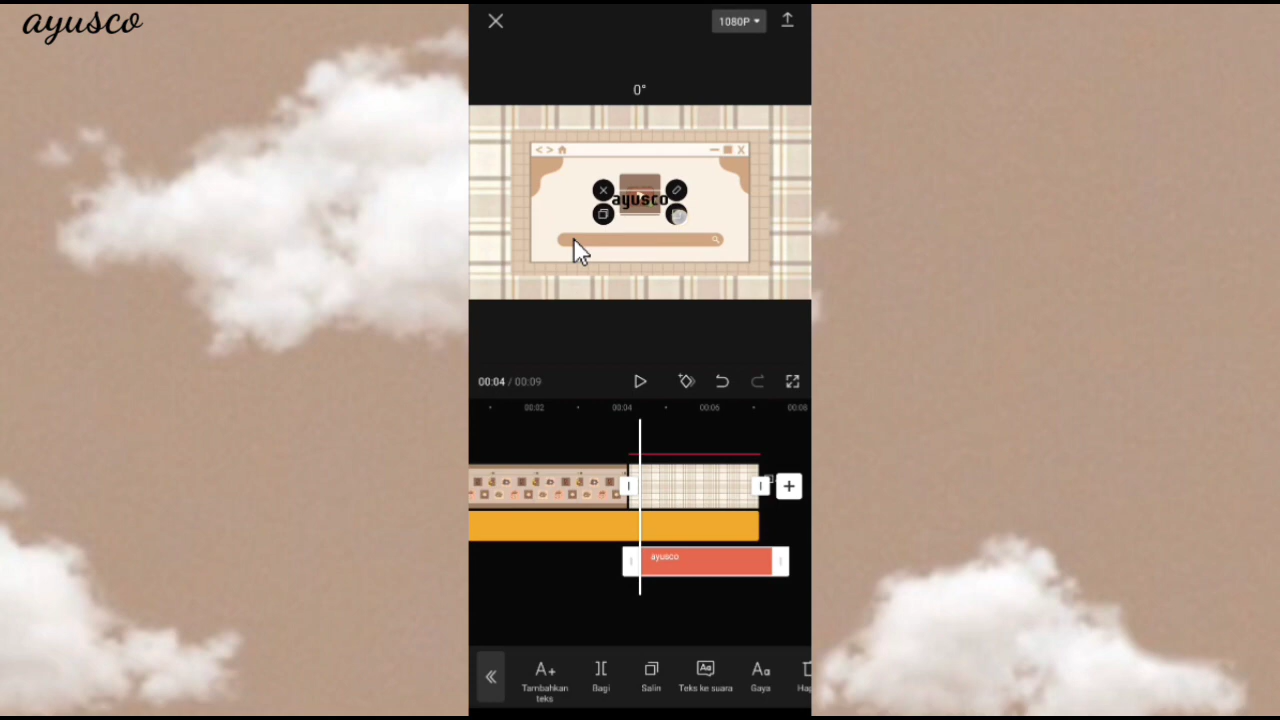 ayusco
1080P
0°
< >
X
ayusco
00:04 / 00:09
00:02
00:04
00:06
00:08
ayusco
Tambahkan teks
Bagi
Salin
Teks ke suara
Gaya
Hap